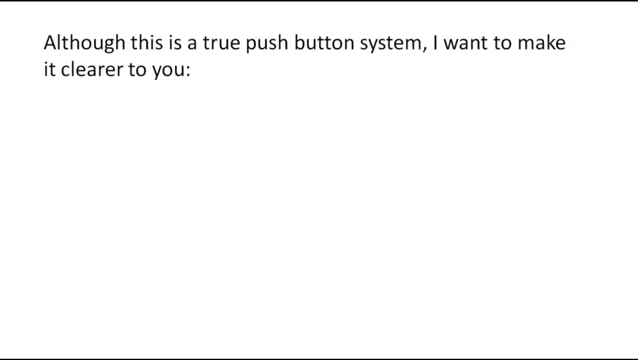 Although this is a true push button system, I want to make
it clearer to you: